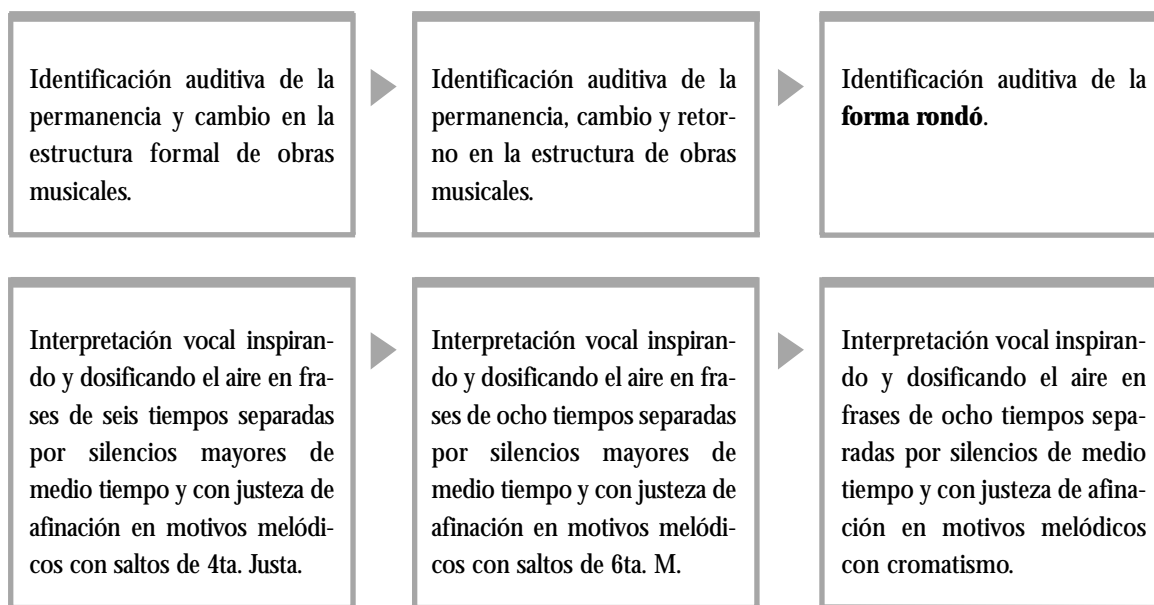 Identificación auditiva de la
permanencia y cambio en la
estructura formal de obras
musicales.
Identificación auditiva de la
permanencia, cambio y retor-
no en la estructura de obras
musicales.
Identificación auditiva de la
forma rondó.
Interpretación vocal inspiran-
do y dosificando el aire en fra-
ses de seis tiempos separadas
por silencios mayores de
medio tiempo y con justeza de
afinación en motivos melódi-
cos con saltos de 4ta. Justa.
Interpretación vocal inspiran-
do y dosificando el aire en fra-
ses de ocho tiempos separadas
por silencios mayores de
medio tiempo y con justeza de
afinación en motivos melódi-
cos con saltos de 6ta. M.
Interpretación vocal inspiran-
do y dosificando el aire en
frases de ocho tiempos sepa-
radas por silencios de medio
tiempo y con justeza de afina-
ción en motivos melódicos
con cromatismo.